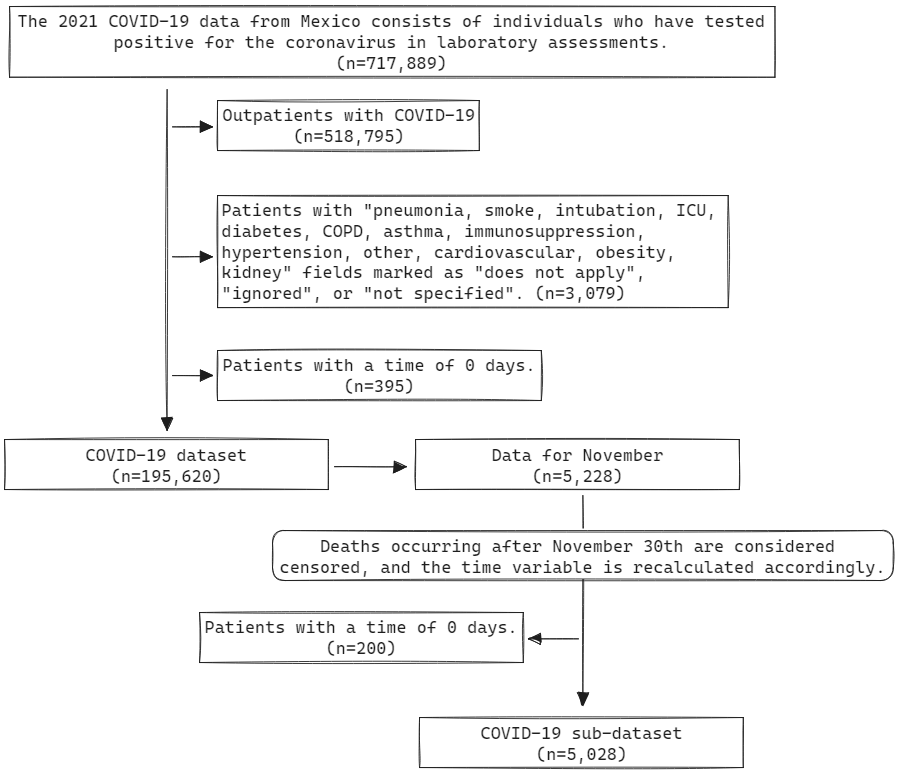 The 2021 COVID-19 data from Mexico consists of individuals who have tested
positive for the coronavirus in laboratory assessments.
(n=717,889)
Outpatients with COVID-19
(n=518,795)
Patients with "pneumonia, smoke, intubation, ICU,
diabetes, COPD, asthma, immunosuppression,
hypertension, other, cardiovascular, obesity,
kidney" fields marked as "does not apply",
"ignored", or "not specified". (n=3,079)
Patients with a time of 0 days.
(n=395)
COVID-19 dataset
(n=195,620)
Data for November
(n=5,228)
Deaths occurring after November 30th are considered
censored, and the time variable is recalculated accordingly.
Patients with a time of 0 days.
(n=200)
COVID-19 sub-dataset
(n=5,028)